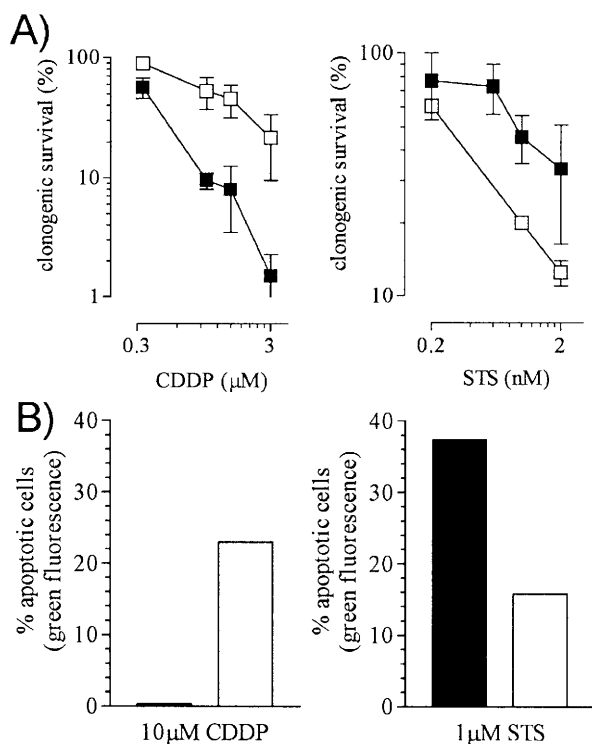 A)
clonogenic survival (%)
100
10
1
0.3
3
CDDP (µM)
clonogenic survival (%)
100
10
0.2
2
STS (nM)
B)
% apoptotic cells
(green fluorescence)
40
30
20
10
0
10µM CDDP
% apoptotic cells
(green fluorescence)
40
30
20
10
0
1µM STS